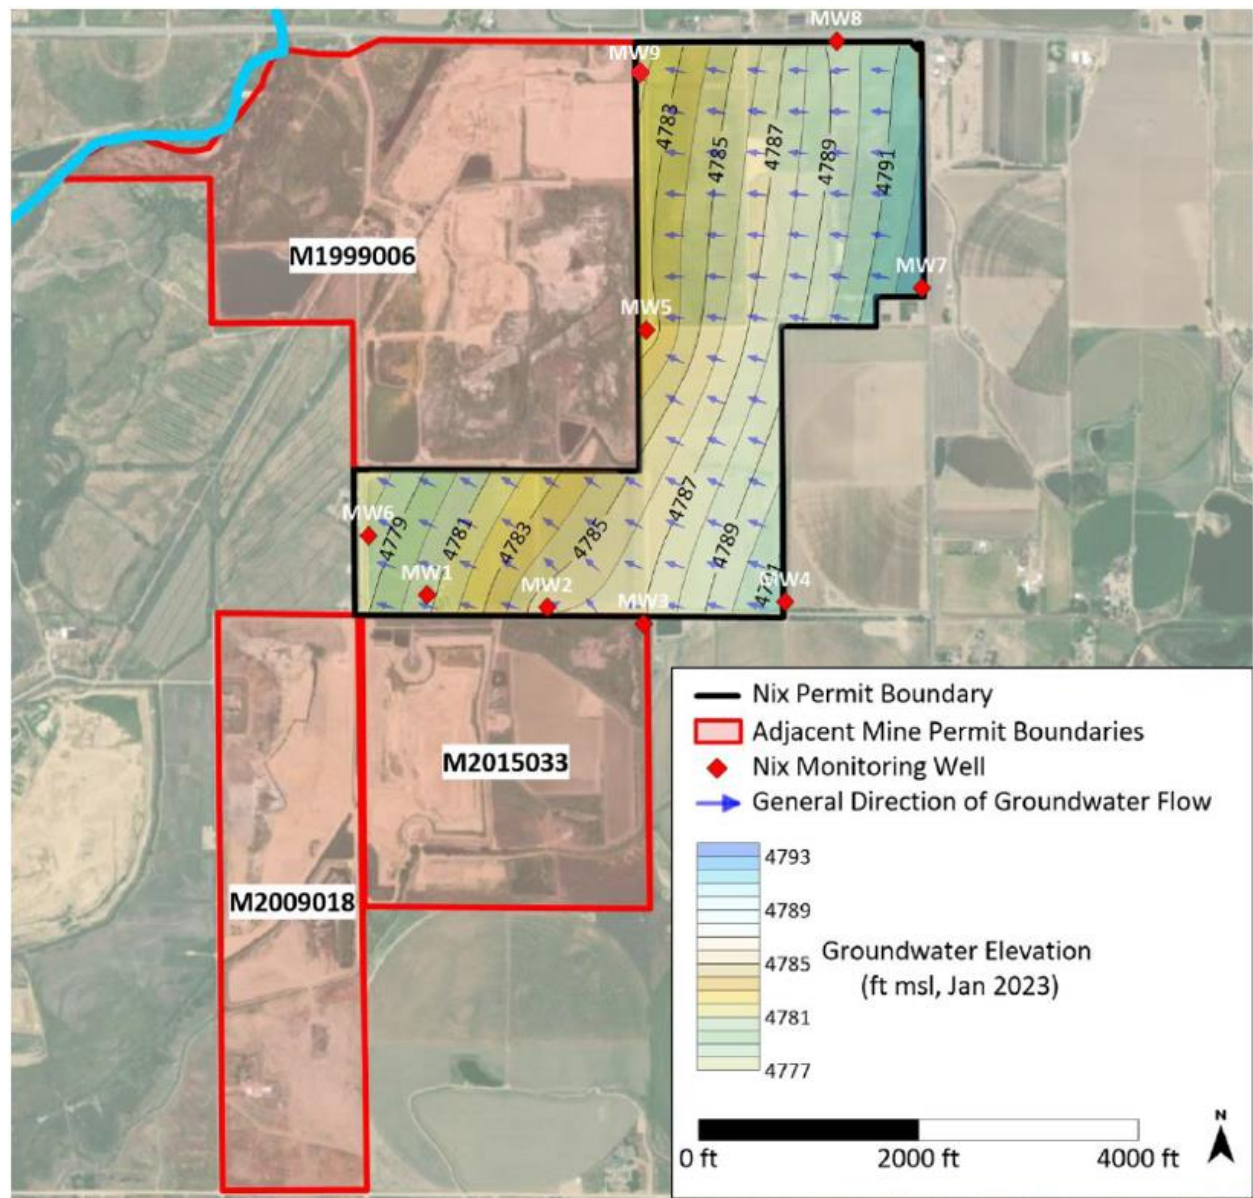 MW8
MW9
4783
4785
4787
4789
4791
M1999006
MW7
MW5
4787
MW6
4779
4781
4783
4785
4789
MW1
MW2
MW3
MW4
M2015033
M2009018
Nix Permit Boundary
Adjacent Mine Permit Boundaries
Nix Monitoring Well
General Direction of Groundwater Flow
4793
4789
4785
4781
4777
Groundwater Elevation
(ft msl, Jan 2023)
N
0 ft
2000 ft
4000 ft